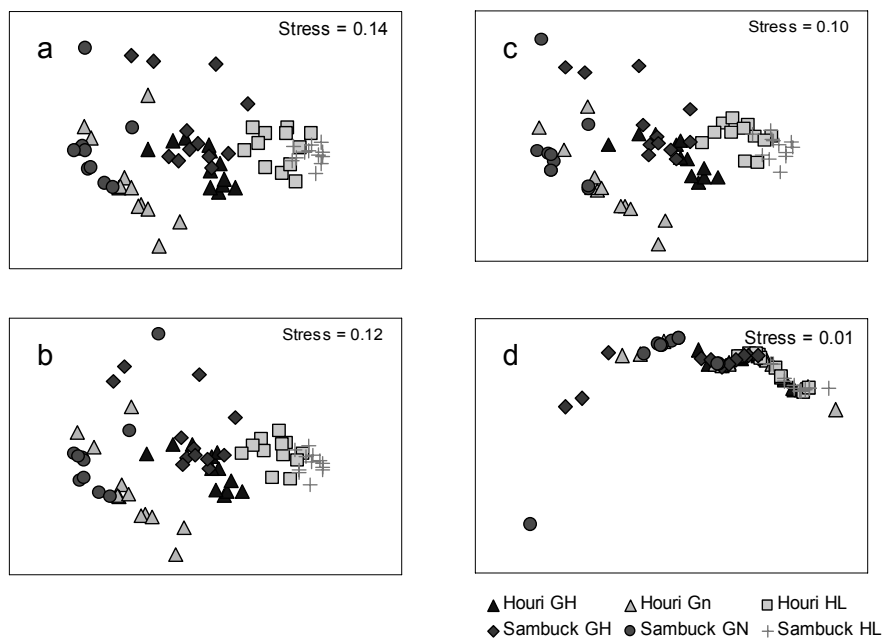 a
Stress = 0.14
c
Stress = 0.10
b
Stress = 0.12
d
Stress = 0.01
Houri GH Houri Gn Houri HL
Sambuck GH Sambuck GN Sambuck HL